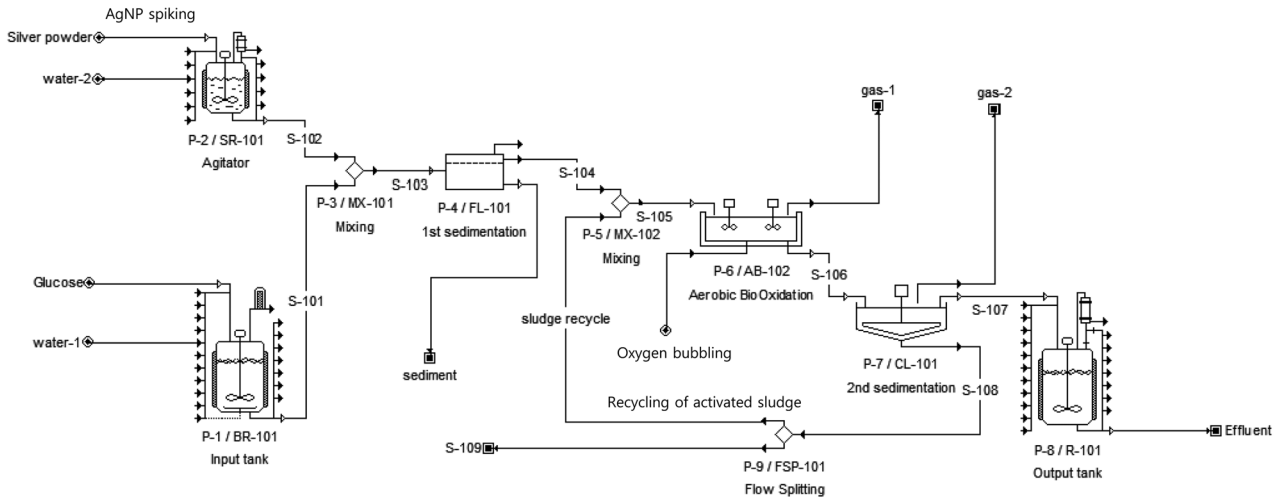 AgNP spiking
Silver powder
water-2
P-2 / SR-101
Agitator
S-102
P-3 / MX-101
Mixing
S-103
P-4 / FL-101
1st sedimentation
S-104
P-5 / MX-102
Mixing
S-105
gas-1
gas-2
P-6 / AB-102
Aerobic BioOxidation
S-106
Glucose
S-101
water-1
P-1 / BR-101
Input tank
sediment
sludge recycle
Oxygen bubbling
P-7 / CL-101
2nd sedimentation
S-107
S-108
Recycling of activated sludge
S-109
P-9 / FSP-101
Flow Splitting
P-8 / R-101
Output tank
Effluent